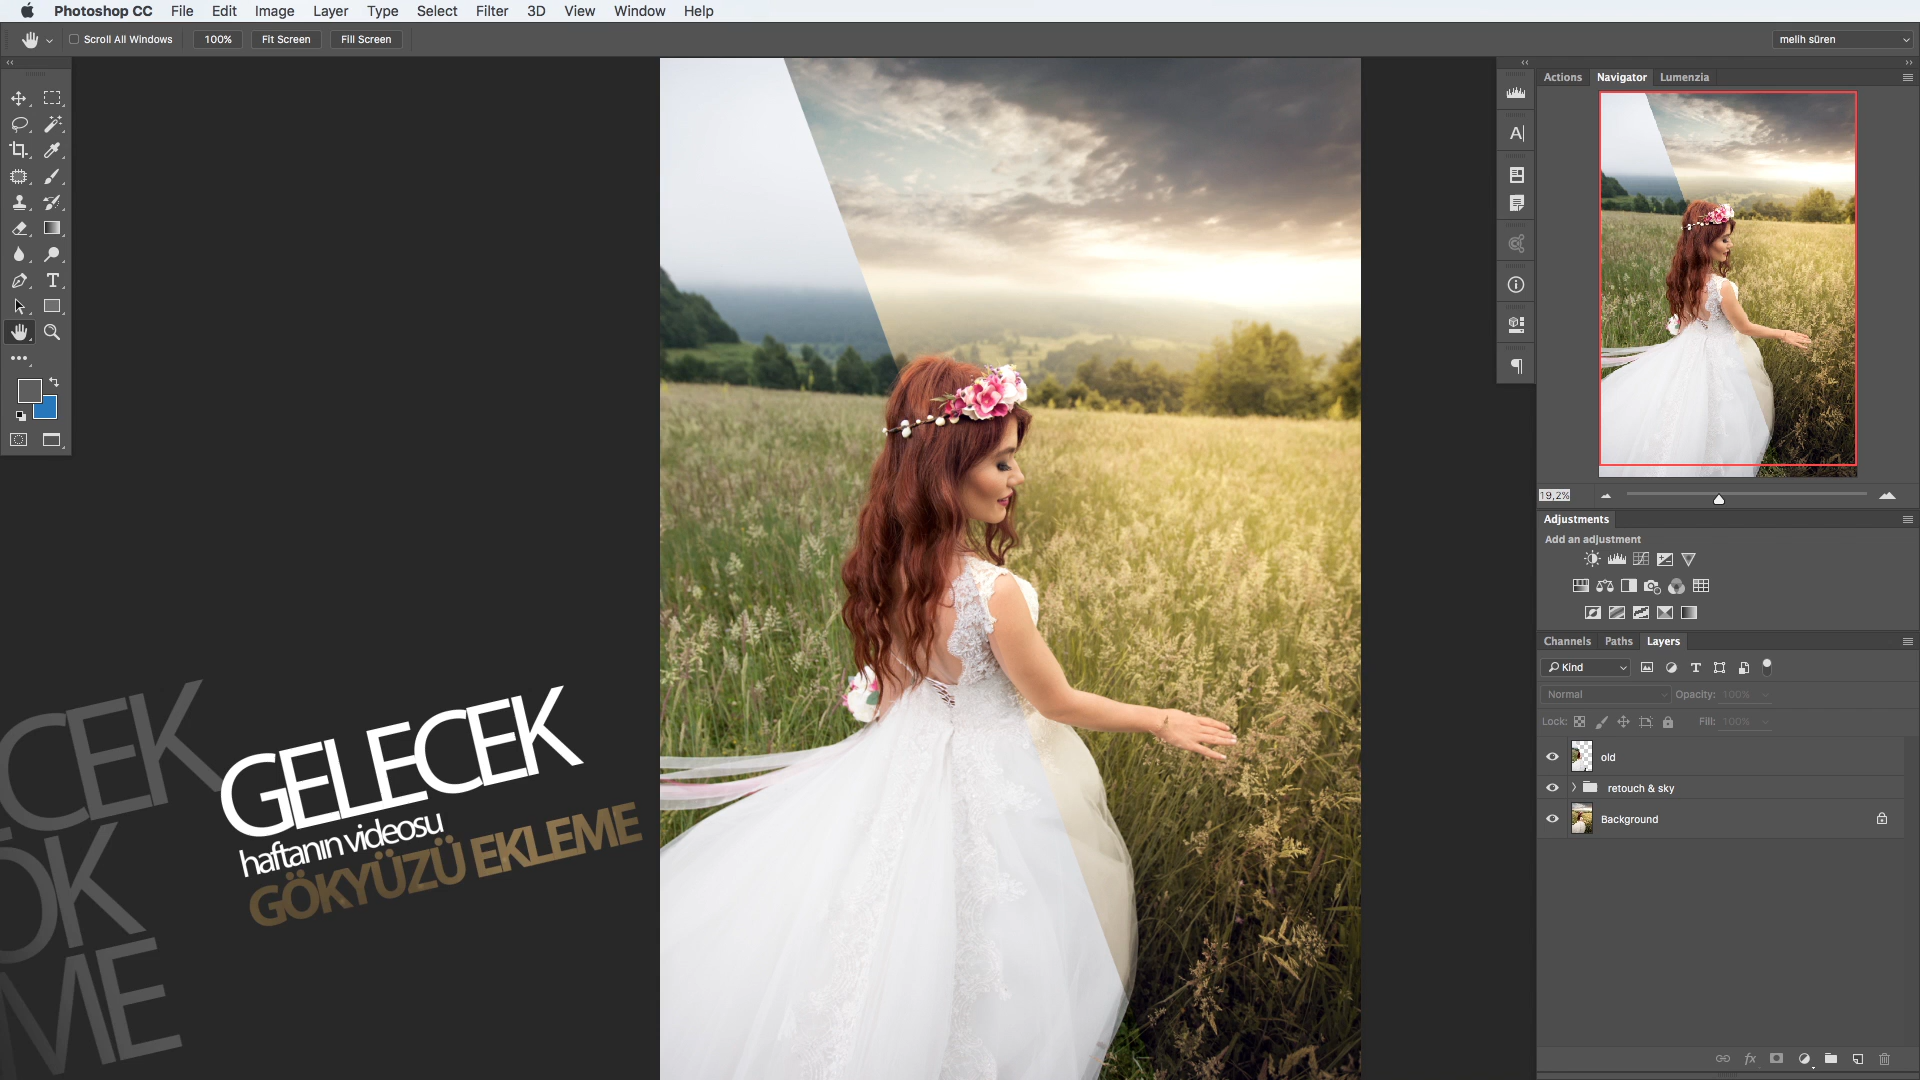 Photoshop CC File Edit Image Layer Type Select Filter 3D View Window Help
Scroll All Windows 100% Fit Screen Fill Screen melih süren
Actions Navigator Lumenzia
19,2%
Adjustments
Add an adjustment
Channels Paths Layers
Kind
Normal Opacity: 100%
Lock: Fill: 100%
old
retouch & sky
Background
CEK
GELECEK
haftanın videosu
GÖKYÜZÜ EKLEME
OK
ME